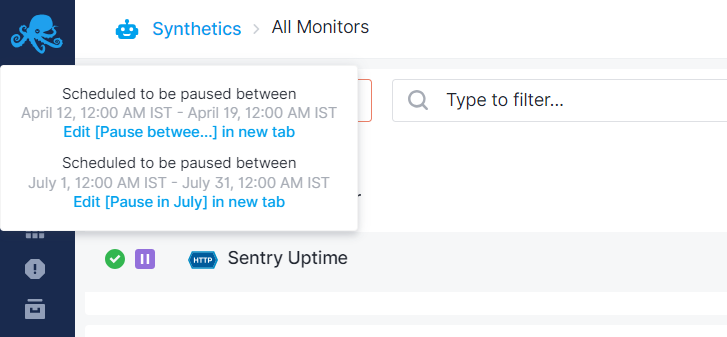 Synthetics > All Monitors
Scheduled to be paused between
April 12, 12:00 AM IST - April 19, 12:00 AM IST
Edit [Pause betwee...] in new tab
Type to filter...
Scheduled to be paused between
July 1, 12:00 AM IST - July 31, 12:00 AM IST
Edit [Pause in July] in new tab
HTTP
Sentry Uptime